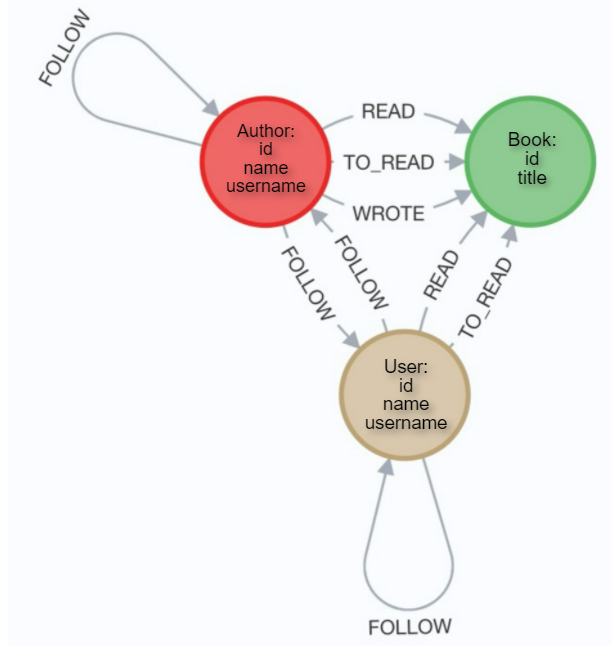 FOLLOW
Author:
id
name
username
READ
TO_READ
WROTE
Book:
id
title
FOLLOW
FOLLOW
READ
TO_READ
User:
id
name
username
FOLLOW